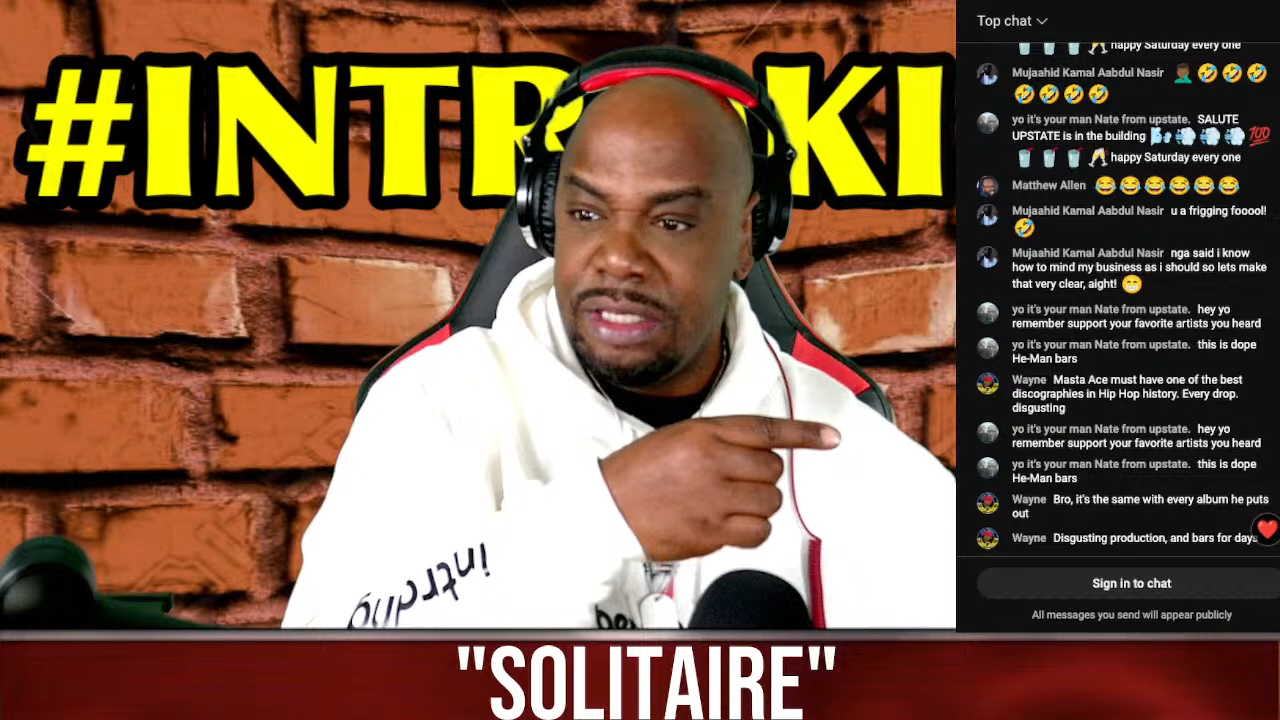 #INTR KI
intrding
"SOLITAIRE"
Top chat
happy Saturday every one
Mujaahid Kamal Aabdul Nasir
yo it's your man Nate from upstate. SALUTE
UPSTATE is in the building 💯
happy Saturday every one
Matthew Allen
Mujaahid Kamal Aabdul Nasir u a frigging fooool!
Mujaahid Kamal Aabdul Nasir nga said i know
how to mind my business as i should so lets make
that very clear, aight!
yo it's your man Nate from upstate. hey yo
remember support your favorite artists you heard
yo it's your man Nate from upstate. this is dope
He-Man bars
Wayne Masta Ace must have one of the best
discographies in Hip Hop history. Every drop.
disgusting
yo it's your man Nate from upstate. hey yo
remember support your favorite artists you heard
yo it's your man Nate from upstate. this is dope
He-Man bars
Wayne Bro, it's the same with every album he puts
out
Wayne Disgusting production, and bars for days
Sign in to chat
All messages you send will appear publicly